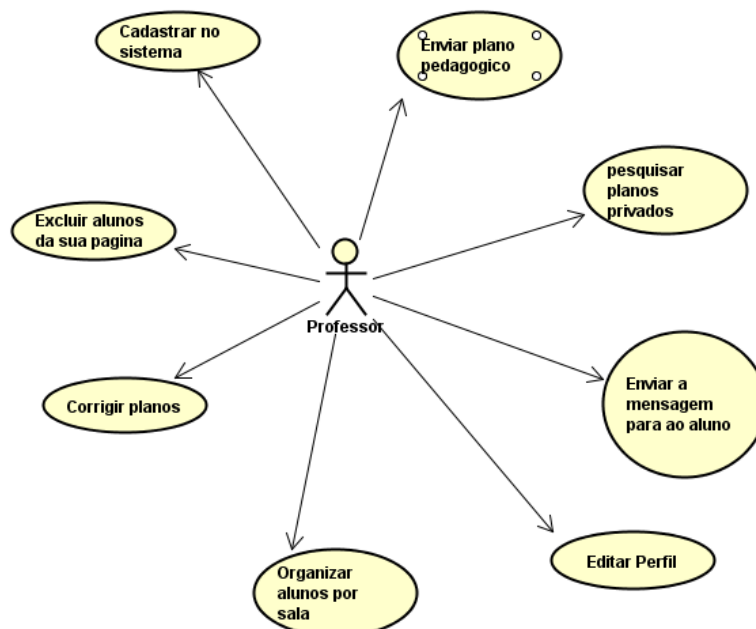 Cadastrar no
sistema
Enviar plano
pedagogico
pesquisar
planos
privados
Excluir alunos
da sua pagina
Professor
Corrigir planos
Enviar a
mensagem
para ao aluno
Organizar
alunos por
sala
Editar Perfil